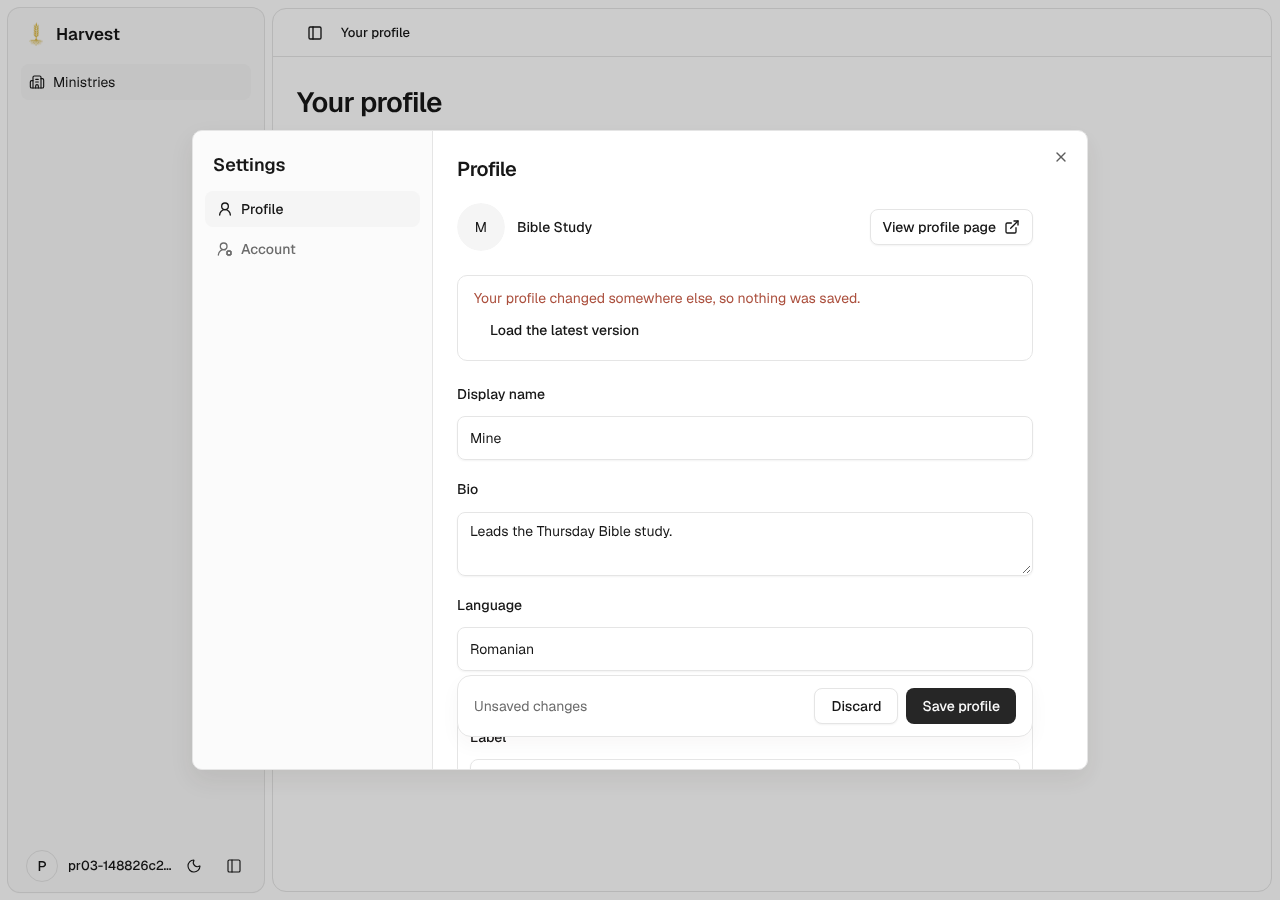 Harvest
Ministries
Your profile
Your profile
Settings
Profile
Account
Profile
M
Bible Study
View profile page
Your profile changed somewhere else, so nothing was saved.
Load the latest version
Display name
Mine
Bio
Leads the Thursday Bible study.
Language
Romanian
Unsaved changes
Discard
Save profile
Label
P
pr03-148826c2…